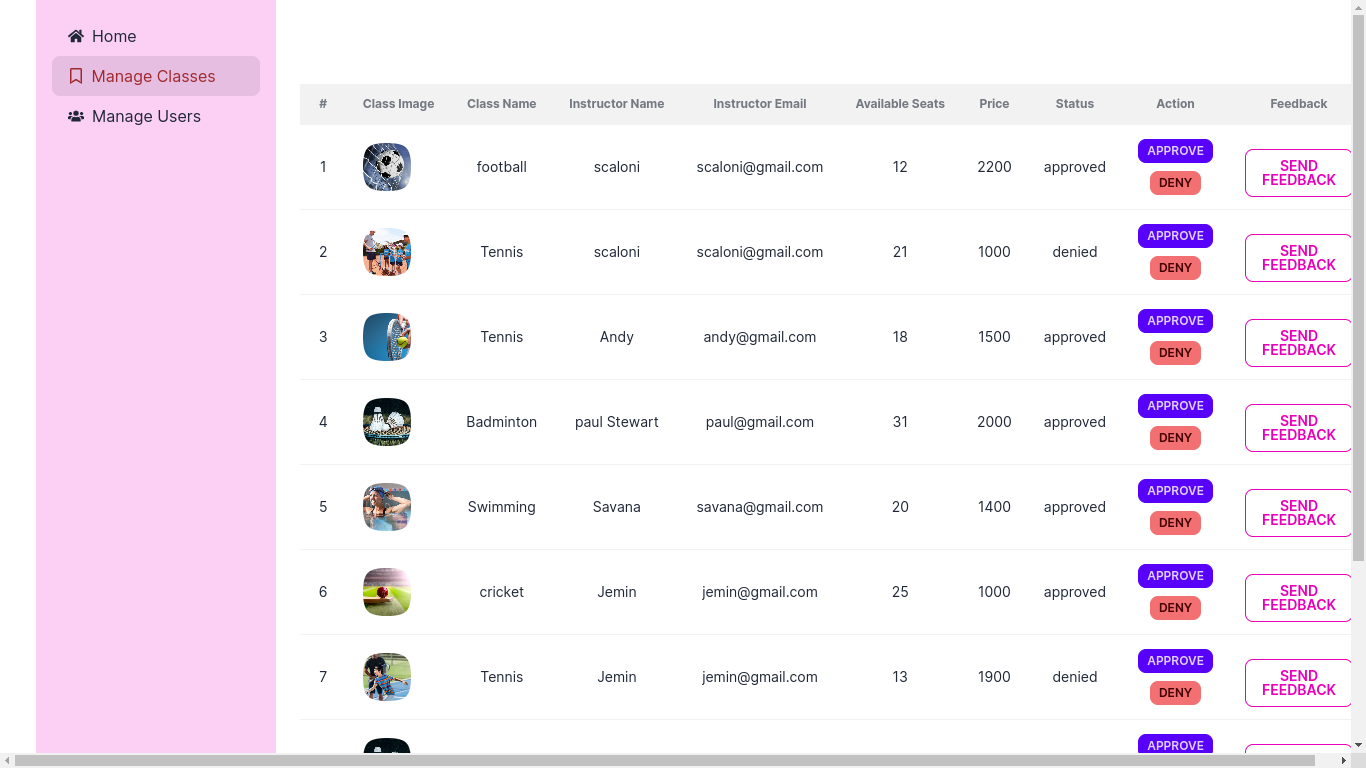 Home
Manage Classes
Manage Users
# Class Image Class Name Instructor Name Instructor Email Available Seats Price Status Action Feedback
1 football scaloni scaloni@gmail.com 12 2200 approved APPROVE DENY SEND FEEDBACK
2 Tennis scaloni scaloni@gmail.com 21 1000 denied APPROVE DENY SEND FEEDBACK
3 Tennis Andy andy@gmail.com 18 1500 approved APPROVE DENY SEND FEEDBACK
4 Badminton paul Stewart paul@gmail.com 31 2000 approved APPROVE DENY SEND FEEDBACK
5 Swimming Savana savana@gmail.com 20 1400 approved APPROVE DENY SEND FEEDBACK
6 cricket Jemin jemin@gmail.com 25 1000 approved APPROVE DENY SEND FEEDBACK
7 Tennis Jemin jemin@gmail.com 13 1900 denied APPROVE DENY SEND FEEDBACK
APPROVE